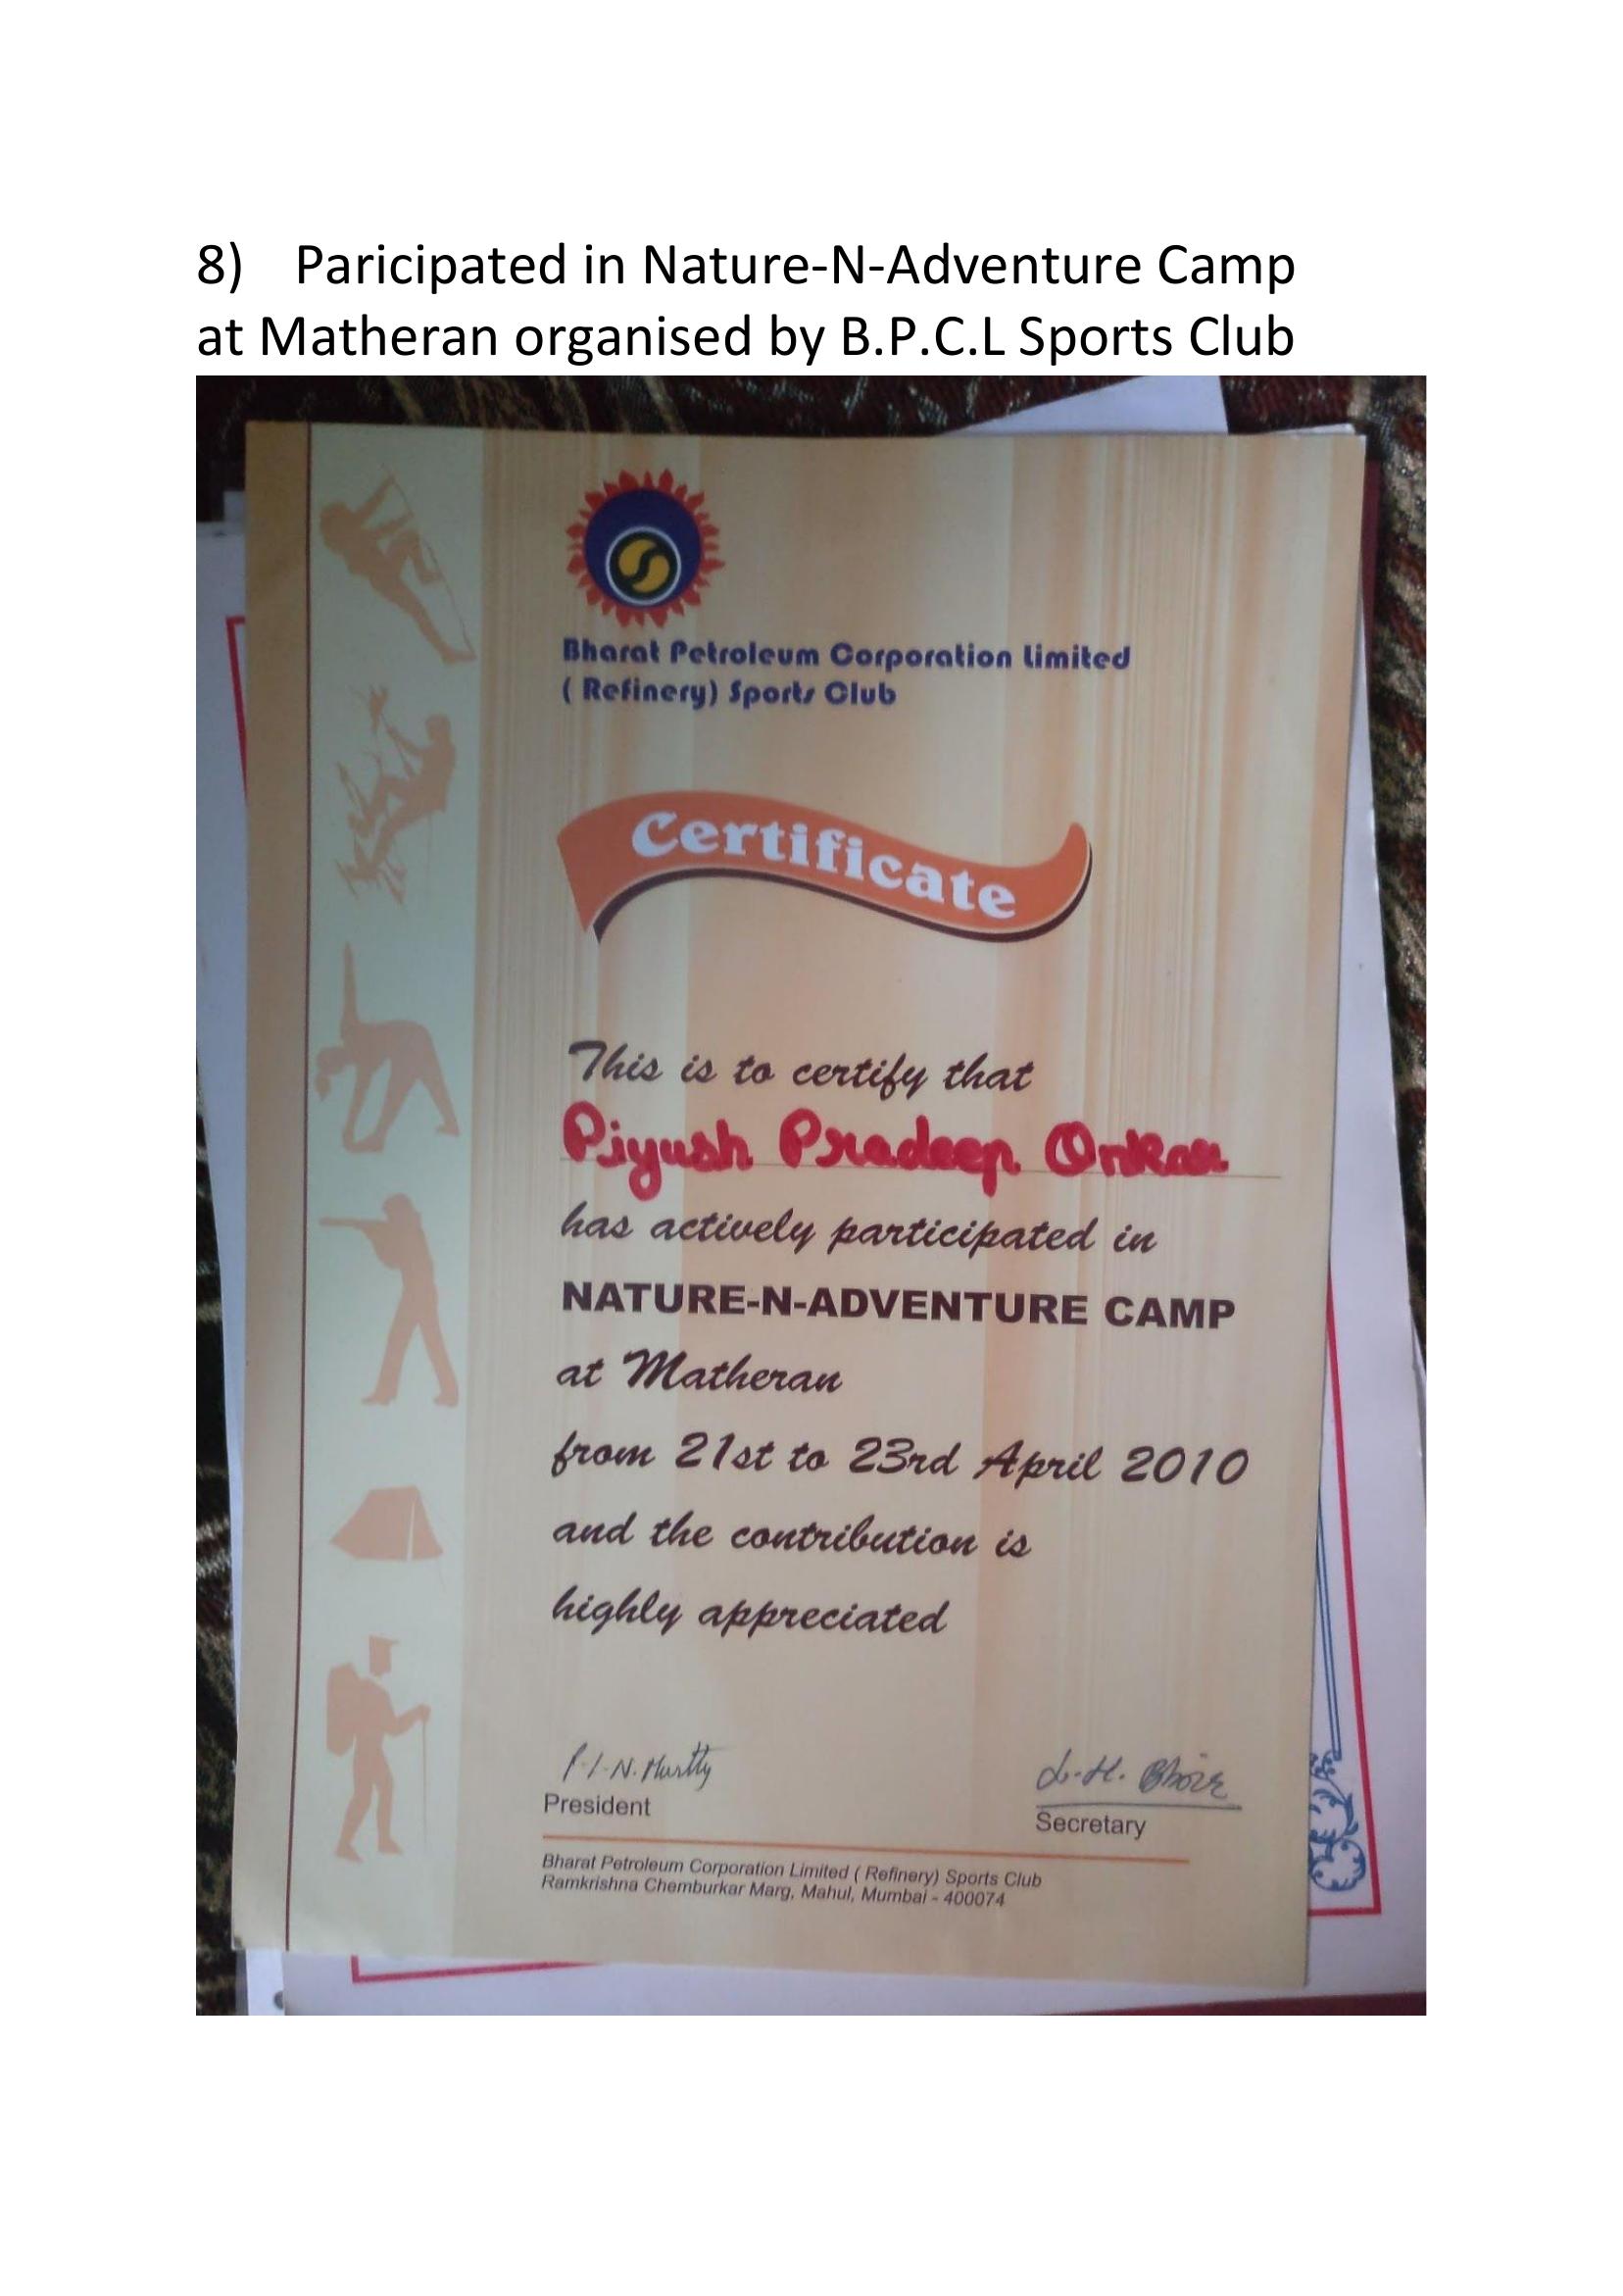 8) Paricipated in Nature-N-Adventure Camp
at Matheran organised by B.P.C.L Sports Club
Bharat Petroleum Corporation Limited
( Refinery) Sports Club
Certificate
This is to certify that
Piyush Pradeep Onkar
has actively participated in
NATURE-N-ADVENTURE CAMP
at Matheran
from 21st to 23rd April 2010
and the contribution is
highly appreciated
P.L.N. Murtty
L.H. Bhoir
President
Secretary
Bharat Petroleum Corporation Limited ( Refinery) Sports Club
Ramkrishna Chemburkar Marg, Mahul, Mumbai - 400074